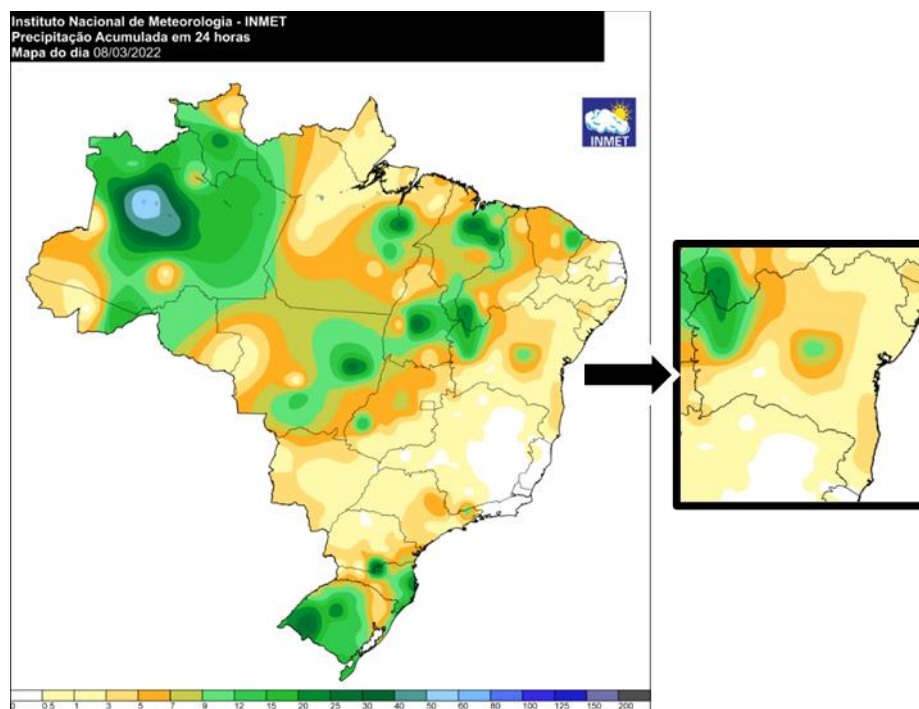 Instituto Nacional de Meteorologia - INMET
Precipitação Acumulada em 24 horas
Mapa do dia 08/03/2022
INMET
0 0.5 1 3 5 7 9 12 15 20 25 30 40 50 60 80 100 125 150 200